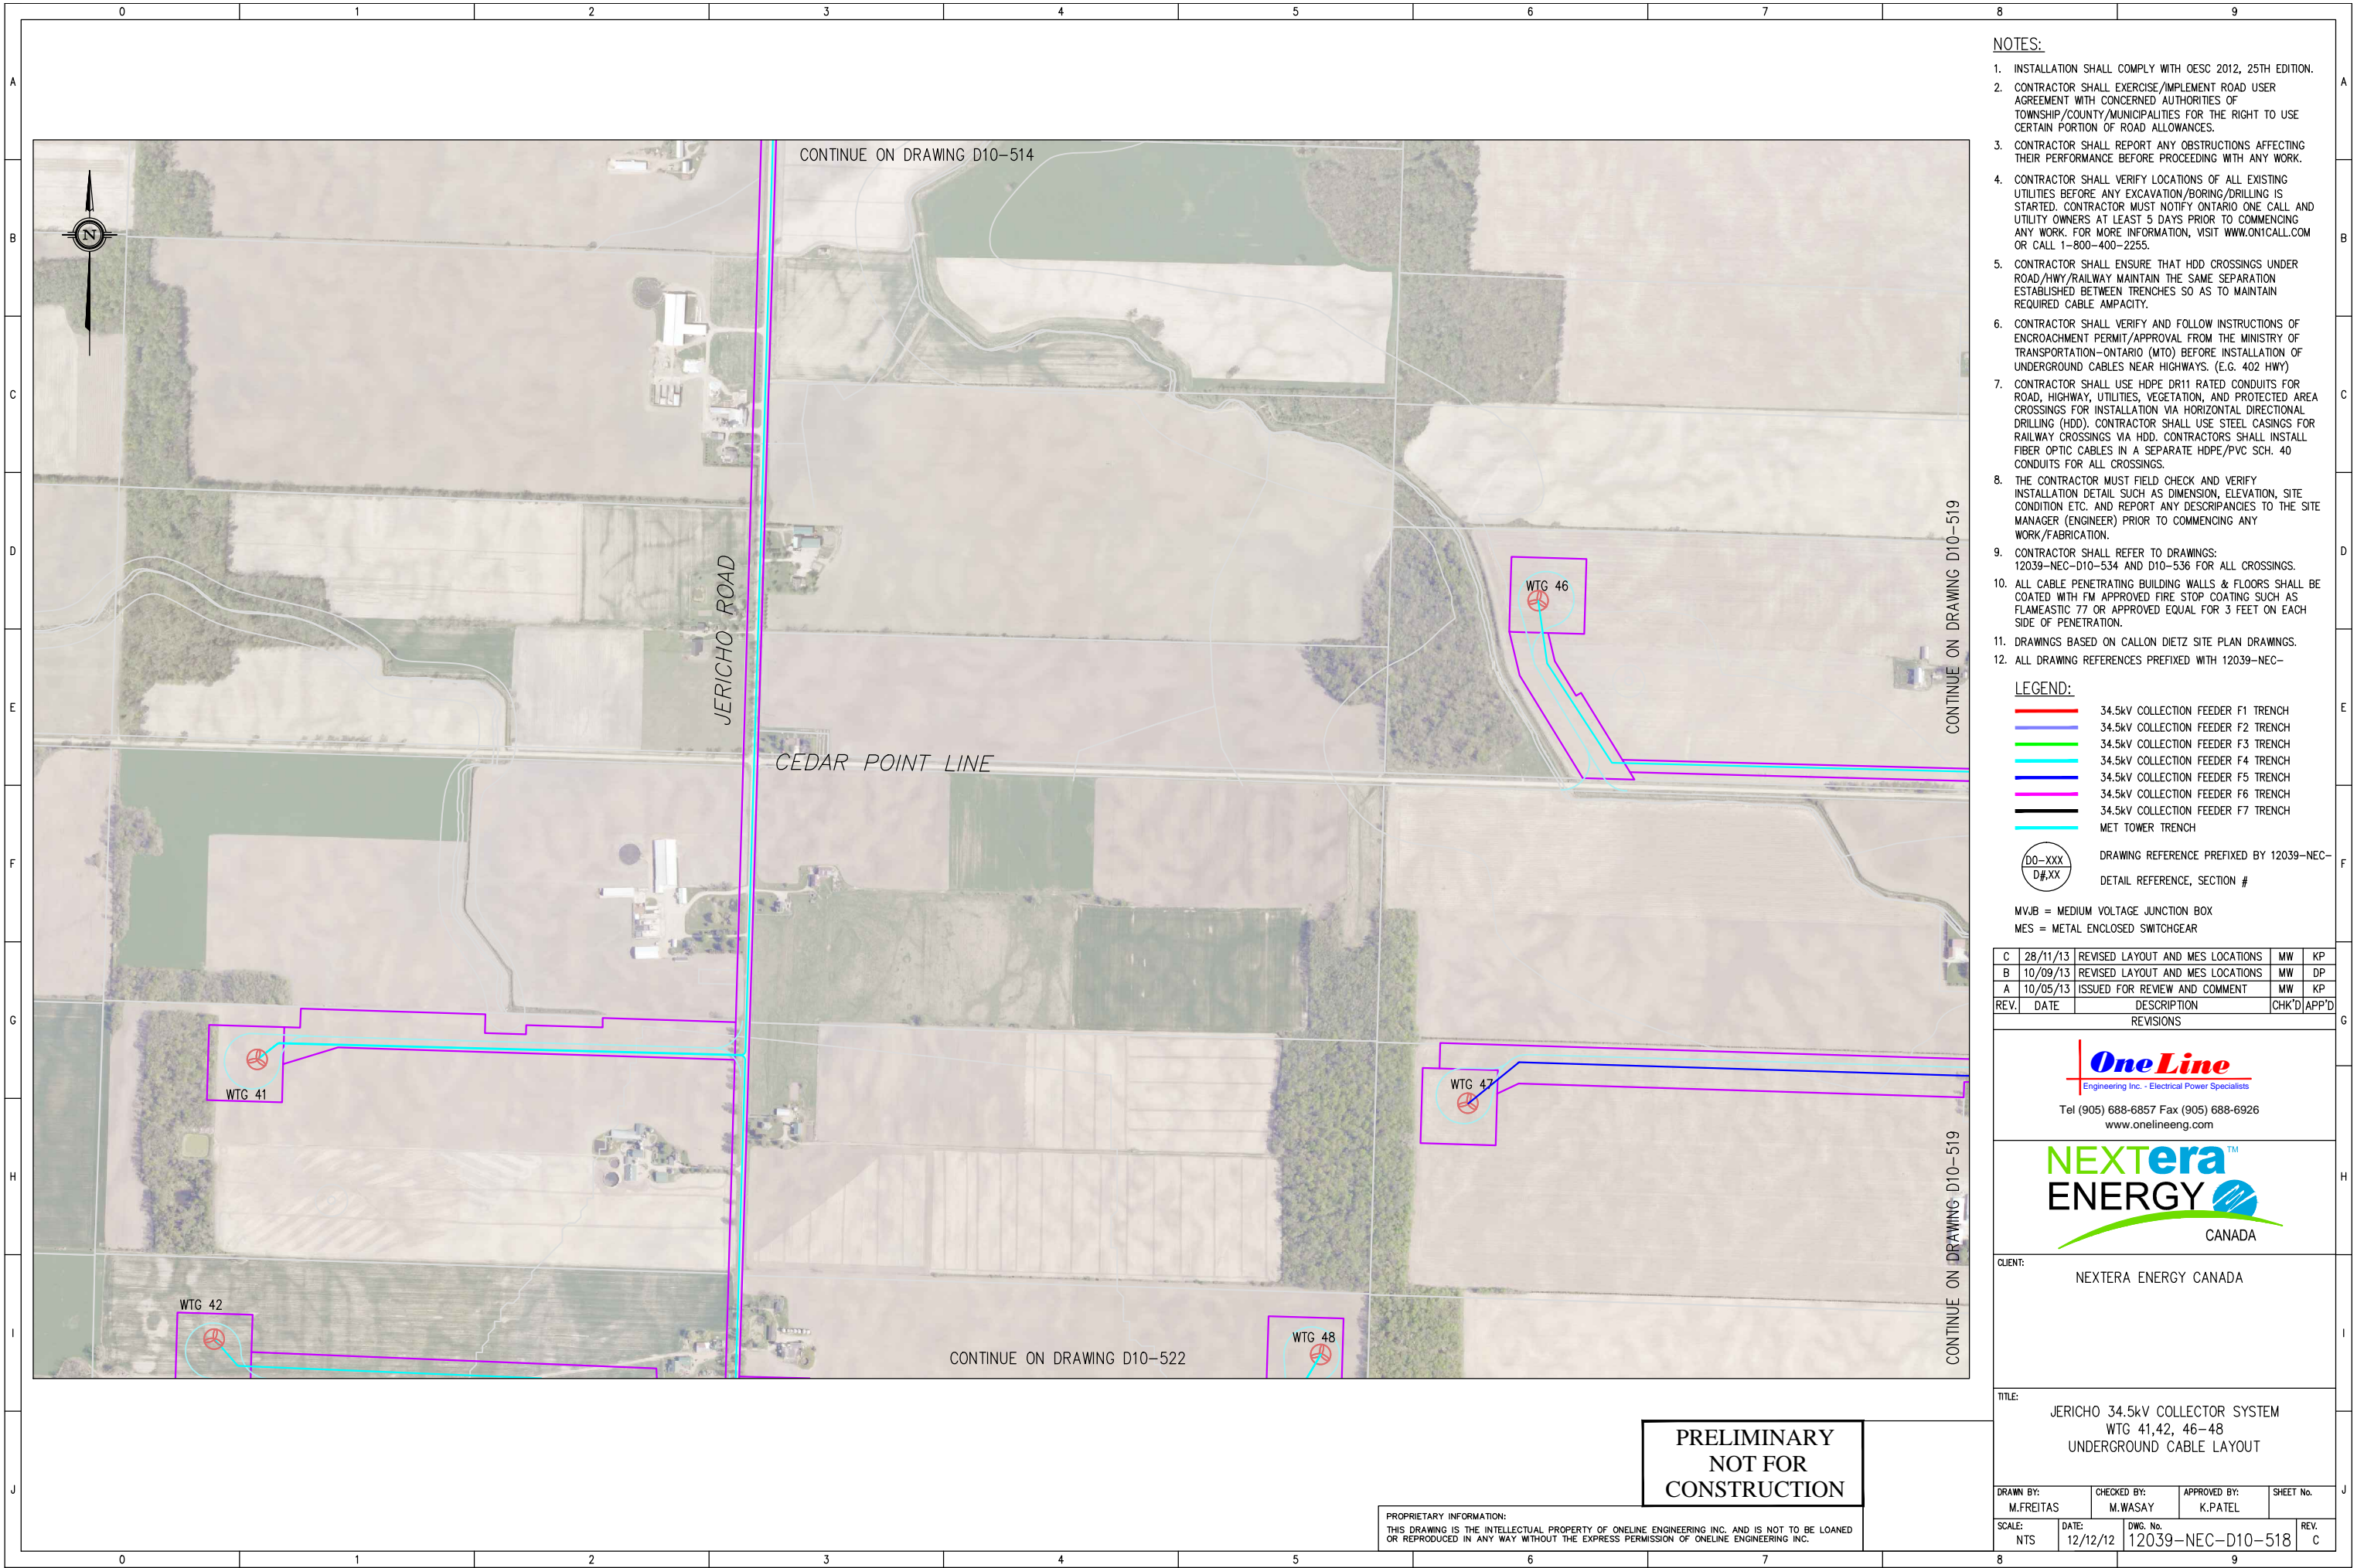 0 1 2 3 4 5 6 7 8 9
A
B
C
D
E
F
G
H
I
J
A
B
C
D
E
F
G
H
I
J
N
CONTINUE ON DRAWING D10-514
JERICHO ROAD
CEDAR POINT LINE
WTG 46
CONTINUE ON DRAWING D10-519
WTG 41
WTG 47
WTG 42
WTG 48
CONTINUE ON DRAWING D10-522
CONTINUE ON DRAWING D10-519
NOTES:
1. INSTALLATION SHALL COMPLY WITH OESC 2012, 25TH EDITION.
2. CONTRACTOR SHALL EXERCISE/IMPLEMENT ROAD USER
AGREEMENT WITH CONCERNED AUTHORITIES OF
TOWNSHIP/COUNTY/MUNICIPALITIES FOR THE RIGHT TO USE
CERTAIN PORTION OF ROAD ALLOWANCES.
3. CONTRACTOR SHALL REPORT ANY OBSTRUCTIONS AFFECTING
THEIR PERFORMANCE BEFORE PROCEEDING WITH ANY WORK.
4. CONTRACTOR SHALL VERIFY LOCATIONS OF ALL EXISTING
UTILITIES BEFORE ANY EXCAVATION/BORING/DRILLING IS
STARTED. CONTRACTOR MUST NOTIFY ONTARIO ONE CALL AND
UTILITY OWNERS AT LEAST 5 DAYS PRIOR TO COMMENCING
ANY WORK. FOR MORE INFORMATION, VISIT WWW.ON1CALL.COM
OR CALL 1-800-400-2255.
5. CONTRACTOR SHALL ENSURE THAT HDD CROSSINGS UNDER
ROAD/HWY/RAILWAY MAINTAIN THE SAME SEPARATION
ESTABLISHED BETWEEN TRENCHES SO AS TO MAINTAIN
REQUIRED CABLE AMPACITY.
6. CONTRACTOR SHALL VERIFY AND FOLLOW INSTRUCTIONS OF
ENCROACHMENT PERMIT/APPROVAL FROM THE MINISTRY OF
TRANSPORTATION-ONTARIO (MTO) BEFORE INSTALLATION OF
UNDERGROUND CABLES NEAR HIGHWAYS. (E.G. 402 HWY)
7. CONTRACTOR SHALL USE HDPE DR11 RATED CONDUITS FOR
ROAD, HIGHWAY, UTILITIES, VEGETATION, AND PROTECTED AREA
CROSSINGS FOR INSTALLATION VIA HORIZONTAL DIRECTIONAL
DRILLING (HDD). CONTRACTOR SHALL USE STEEL CASINGS FOR
RAILWAY CROSSINGS VIA HDD. CONTRACTORS SHALL INSTALL
FIBER OPTIC CABLES IN A SEPARATE HDPE/PVC SCH. 40
CONDUITS FOR ALL CROSSINGS.
8. THE CONTRACTOR MUST FIELD CHECK AND VERIFY
INSTALLATION DETAIL SUCH AS DIMENSION, ELEVATION, SITE
CONDITION ETC. AND REPORT ANY DESCRIPANCIES TO THE SITE
MANAGER (ENGINEER) PRIOR TO COMMENCING ANY
WORK/FABRICATION.
9. CONTRACTOR SHALL REFER TO DRAWINGS:
12039-NEC-D10-534 AND D10-536 FOR ALL CROSSINGS.
10. ALL CABLE PENETRATING BUILDING WALLS & FLOORS SHALL BE
COATED WITH FM APPROVED FIRE STOP COATING SUCH AS
FLAMEASTIC 77 OR APPROVED EQUAL FOR 3 FEET ON EACH
SIDE OF PENETRATION.
11. DRAWINGS BASED ON CALLON DIETZ SITE PLAN DRAWINGS.
12. ALL DRAWING REFERENCES PREFIXED WITH 12039-NEC-
LEGEND:
34.5kV COLLECTION FEEDER F1 TRENCH
34.5kV COLLECTION FEEDER F2 TRENCH
34.5kV COLLECTION FEEDER F3 TRENCH
34.5kV COLLECTION FEEDER F4 TRENCH
34.5kV COLLECTION FEEDER F5 TRENCH
34.5kV COLLECTION FEEDER F6 TRENCH
34.5kV COLLECTION FEEDER F7 TRENCH
MET TOWER TRENCH
D0-XXX
D#,XX
DRAWING REFERENCE PREFIXED BY 12039-NEC-
DETAIL REFERENCE, SECTION #
MVJB = MEDIUM VOLTAGE JUNCTION BOX
MES = METAL ENCLOSED SWITCHGEAR
C 28/11/13 REVISED LAYOUT AND MES LOCATIONS MW KP
B 10/09/13 REVISED LAYOUT AND MES LOCATIONS MW DP
A 10/05/13 ISSUED FOR REVIEW AND COMMENT MW KP
REV. DATE DESCRIPTION CHK'D APP'D
REVISIONS
OneLine
Engineering Inc. - Electrical Power Specialists
Tel (905) 688-6857 Fax (905) 688-6926
www.onelineeng.com
NEXTera™
ENERGY
CANADA
CLIENT:
NEXTERA ENERGY CANADA
TITLE:
JERICHO 34.5kV COLLECTOR SYSTEM
WTG 41,42, 46-48
UNDERGROUND CABLE LAYOUT
DRAWN BY: CHECKED BY: APPROVED BY: SHEET No.
M.FREITAS M.WASAY K.PATEL
SCALE: DATE: DWG. No. REV.
NTS 12/12/12 12039-NEC-D10-518 C
PRELIMINARY
NOT FOR
CONSTRUCTION
PROPRIETARY INFORMATION:
THIS DRAWING IS THE INTELLECTUAL PROPERTY OF ONELINE ENGINEERING INC. AND IS NOT TO BE LOANED
OR REPRODUCED IN ANY WAY WITHOUT THE EXPRESS PERMISSION OF ONELINE ENGINEERING INC.
0 1 2 3 4 5 6 7 8 9